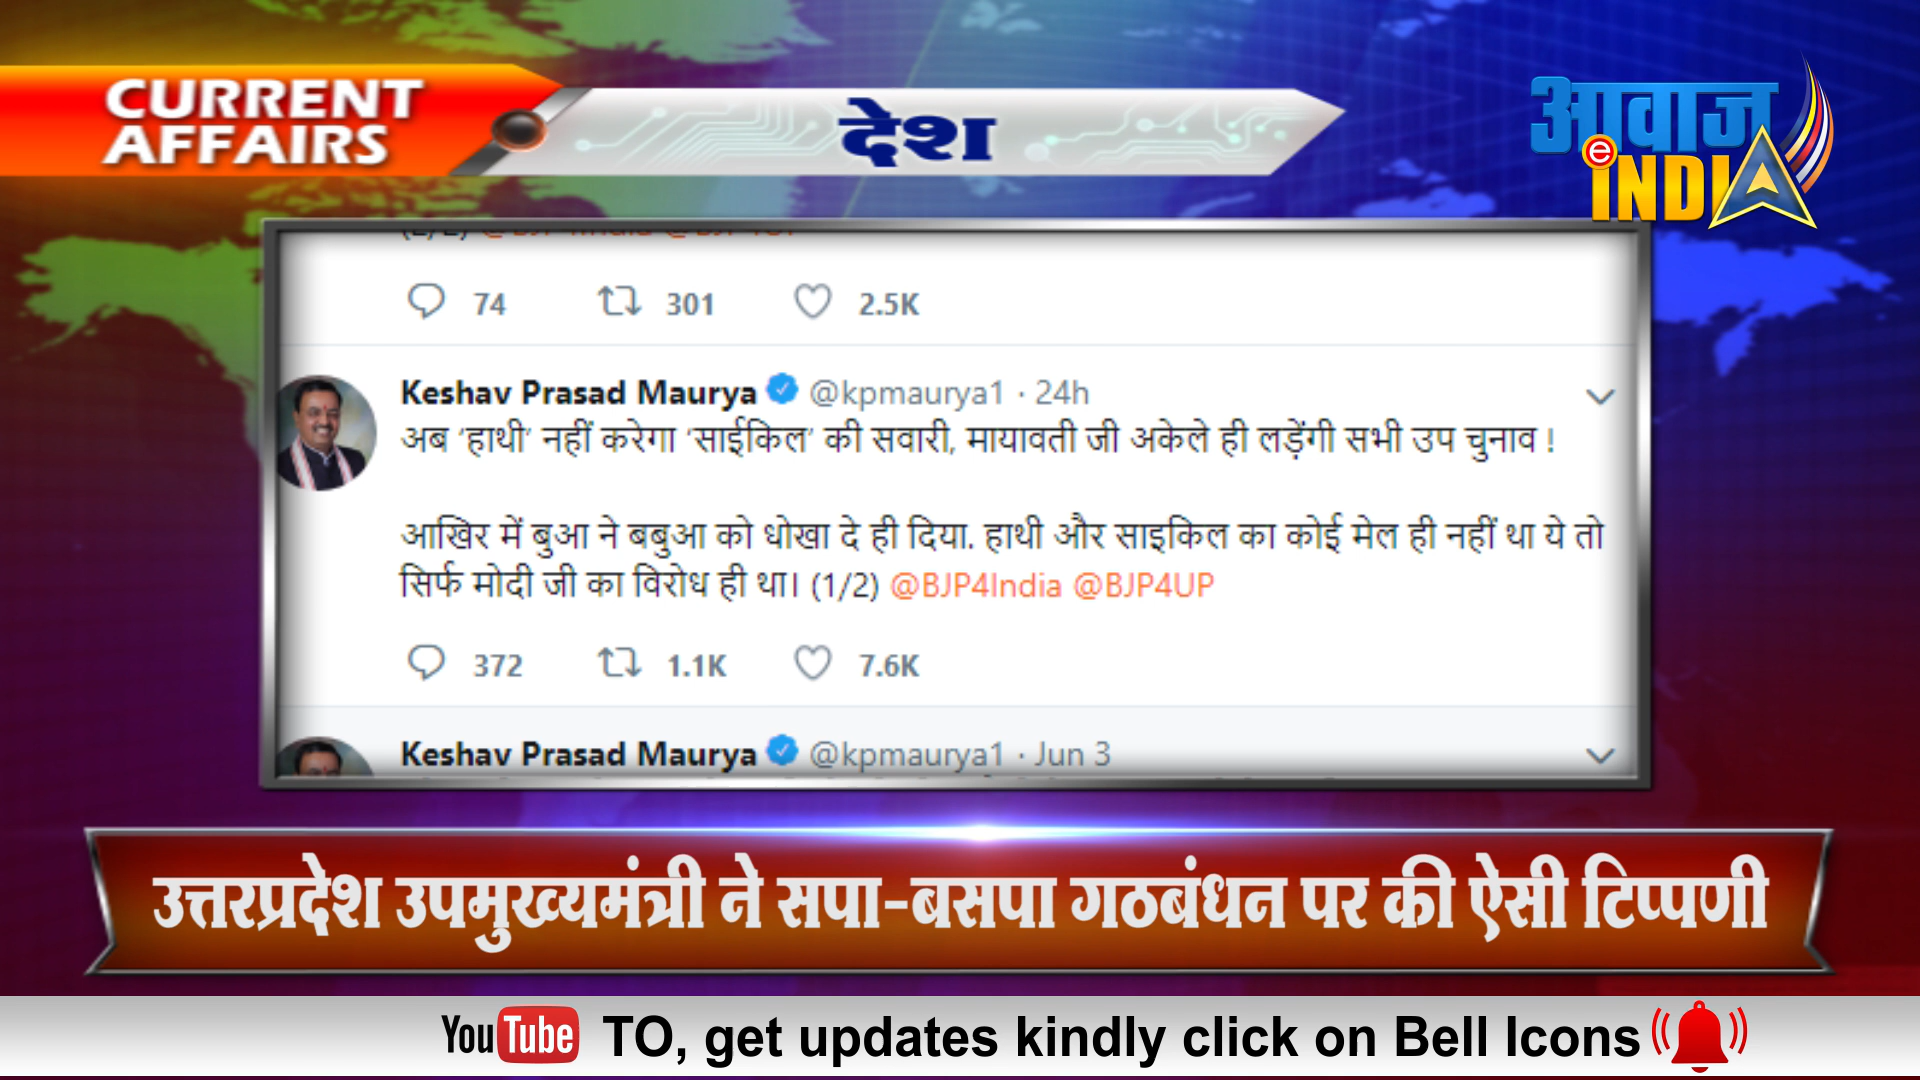 CURRENT
AFFAIRS
देश
आवाज
e INDIA
74 301 2.5K
Keshav Prasad Maurya @kpmaurya1 · 24h
अब ‘हाथी’ नहीं करेगा ‘साईकिल’ की सवारी, मायावती जी अकेले ही लड़ेंगी सभी उप चुनाव !
आखिर में बुआ ने बबुआ को धोखा दे ही दिया. हाथी और साइकिल का कोई मेल ही नहीं था ये तो
सिर्फ मोदी जी का विरोध ही था। (1/2) @BJP4India @BJP4UP
372 1.1K 7.6K
Keshav Prasad Maurya @kpmaurya1 · Jun 3
उत्तरप्रदेश उपमुख्यमंत्री ने सपा-बसपा गठबंधन पर की ऐसी टिप्पणी
YouTube TO, get updates kindly click on Bell Icons